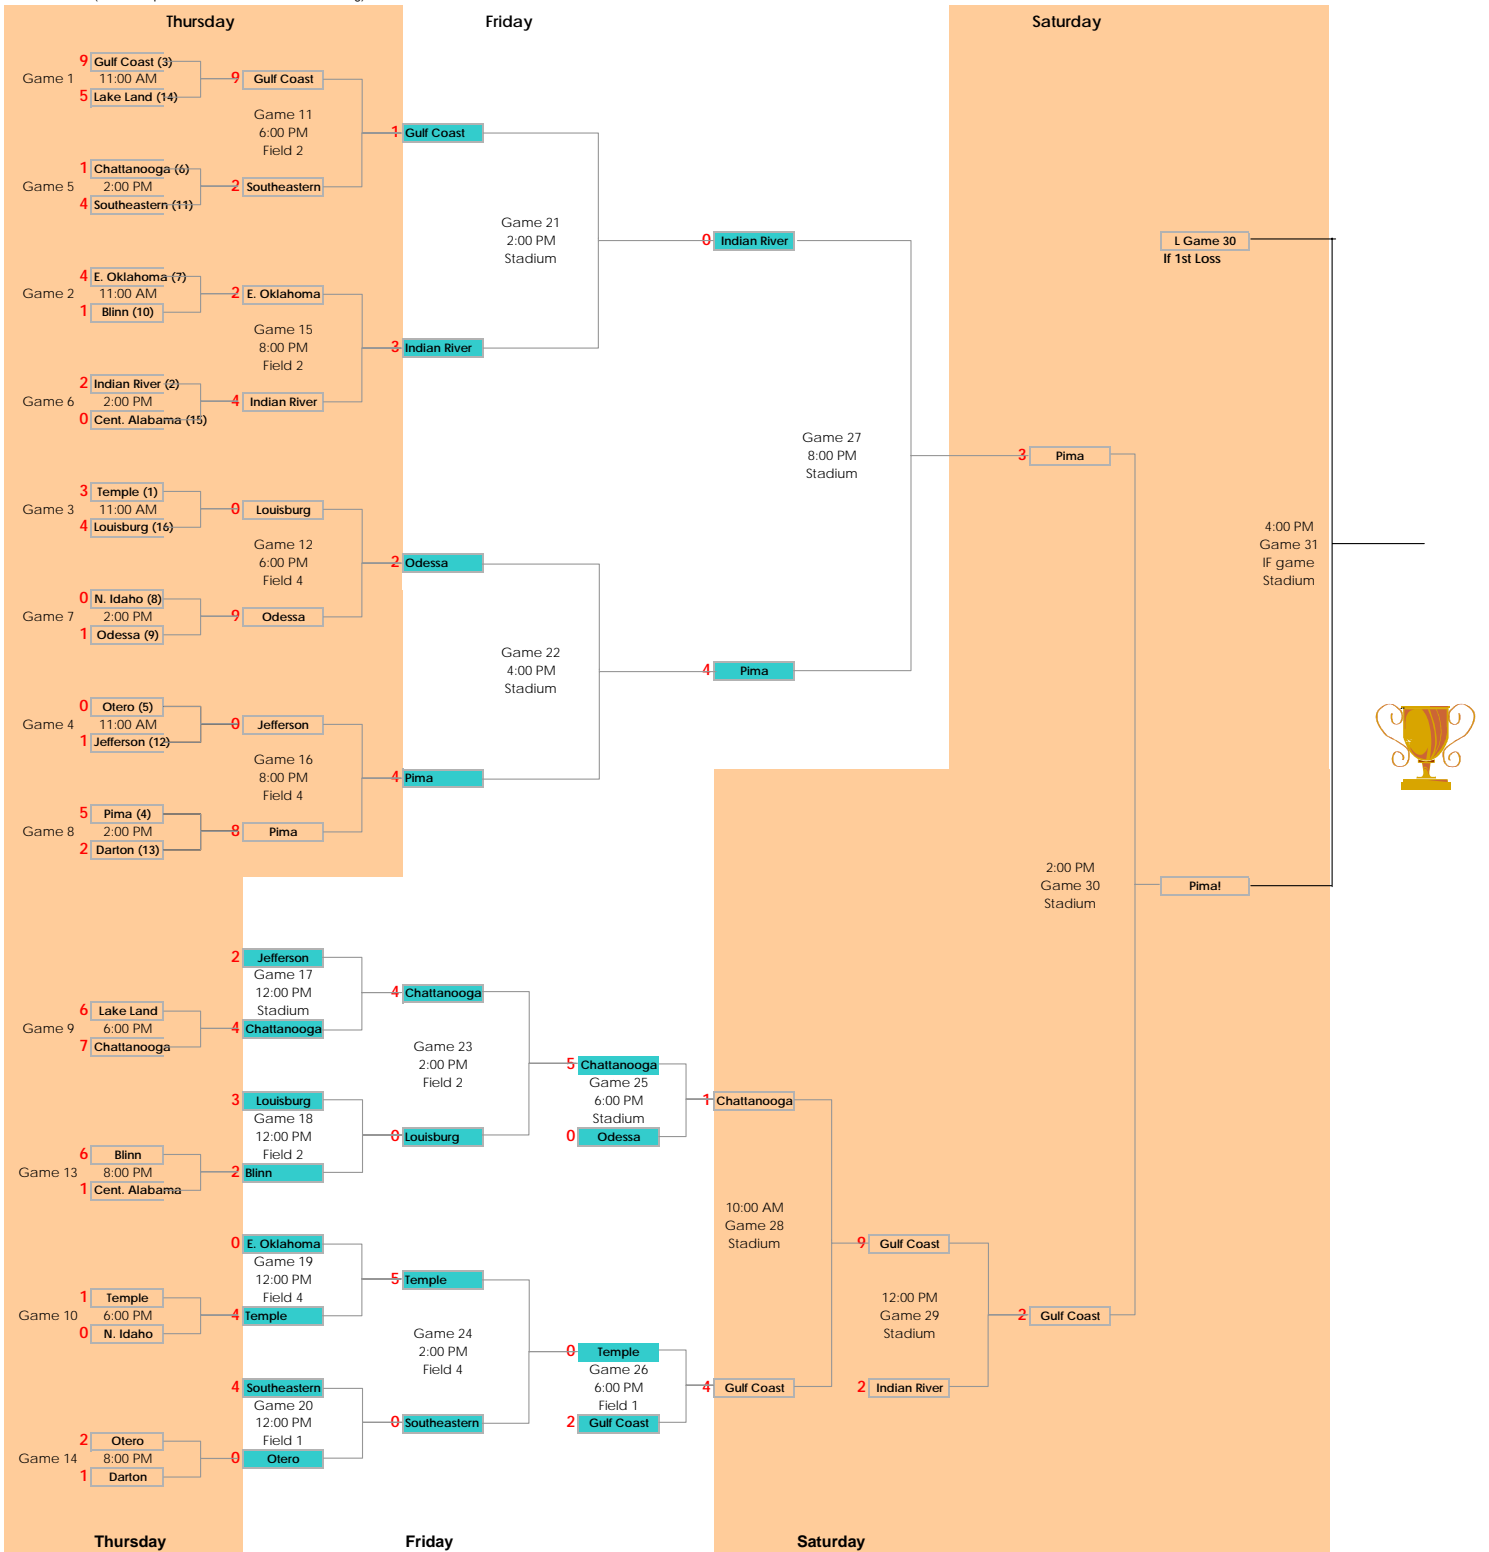 Thursday
Friday
Saturday
9 Gulf Coast (3)
Game 1 11:00 AM
5 Lake Land (14)
9 Gulf Coast
Game 11
6:00 PM
Field 2
1 Gulf Coast
1 Chattanooga (6)
Game 5 2:00 PM
4 Southeastern (11)
2 Southeastern
Game 21
2:00 PM
Stadium
0 Indian River
L Game 30
If 1st Loss
4 E. Oklahoma (7)
Game 2 11:00 AM
1 Blinn (10)
2 E. Oklahoma
Game 15
8:00 PM
Field 2
3 Indian River
2 Indian River (2)
Game 6 2:00 PM
0 Cent. Alabama (15)
4 Indian River
Game 27
8:00 PM
Stadium
3 Pima
3 Temple (1)
Game 3 11:00 AM
4 Louisburg (16)
0 Louisburg
Game 12
6:00 PM
Field 4
2 Odessa
4:00 PM
Game 31
IF game
Stadium
0 N. Idaho (8)
Game 7 2:00 PM
1 Odessa (9)
9 Odessa
Game 22
4:00 PM
Stadium
4 Pima
0 Otero (5)
Game 4 11:00 AM
1 Jefferson (12)
0 Jefferson
Game 16
8:00 PM
Field 4
4 Pima
5 Pima (4)
Game 8 2:00 PM
2 Darton (13)
8 Pima
2:00 PM
Game 30
Stadium
Pima!
2 Jefferson
Game 17
12:00 PM
Stadium
4 Chattanooga
4 Chattanooga
6 Lake Land
Game 9 6:00 PM
7 Chattanooga
Game 23
2:00 PM
Field 2
5 Chattanooga
Game 25
6:00 PM
Stadium
0 Odessa
1 Chattanooga
3 Louisburg
Game 18
12:00 PM
Field 2
2 Blinn
0 Louisburg
6 Blinn
Game 13 8:00 PM
1 Cent. Alabama
10:00 AM
Game 28
Stadium
0 E. Oklahoma
Game 19
12:00 PM
Field 4
4 Temple
5 Temple
9 Gulf Coast
1 Temple
Game 10 6:00 PM
0 N. Idaho
12:00 PM
Game 29
Stadium
2 Gulf Coast
Game 24
2:00 PM
Field 4
0 Temple
Game 26
6:00 PM
Field 1
2 Gulf Coast
4 Gulf Coast
2 Indian River
4 Southeastern
Game 20
12:00 PM
Field 1
0 Otero
0 Southeastern
2 Otero
Game 14 8:00 PM
1 Darton
Thursday
Friday
Saturday